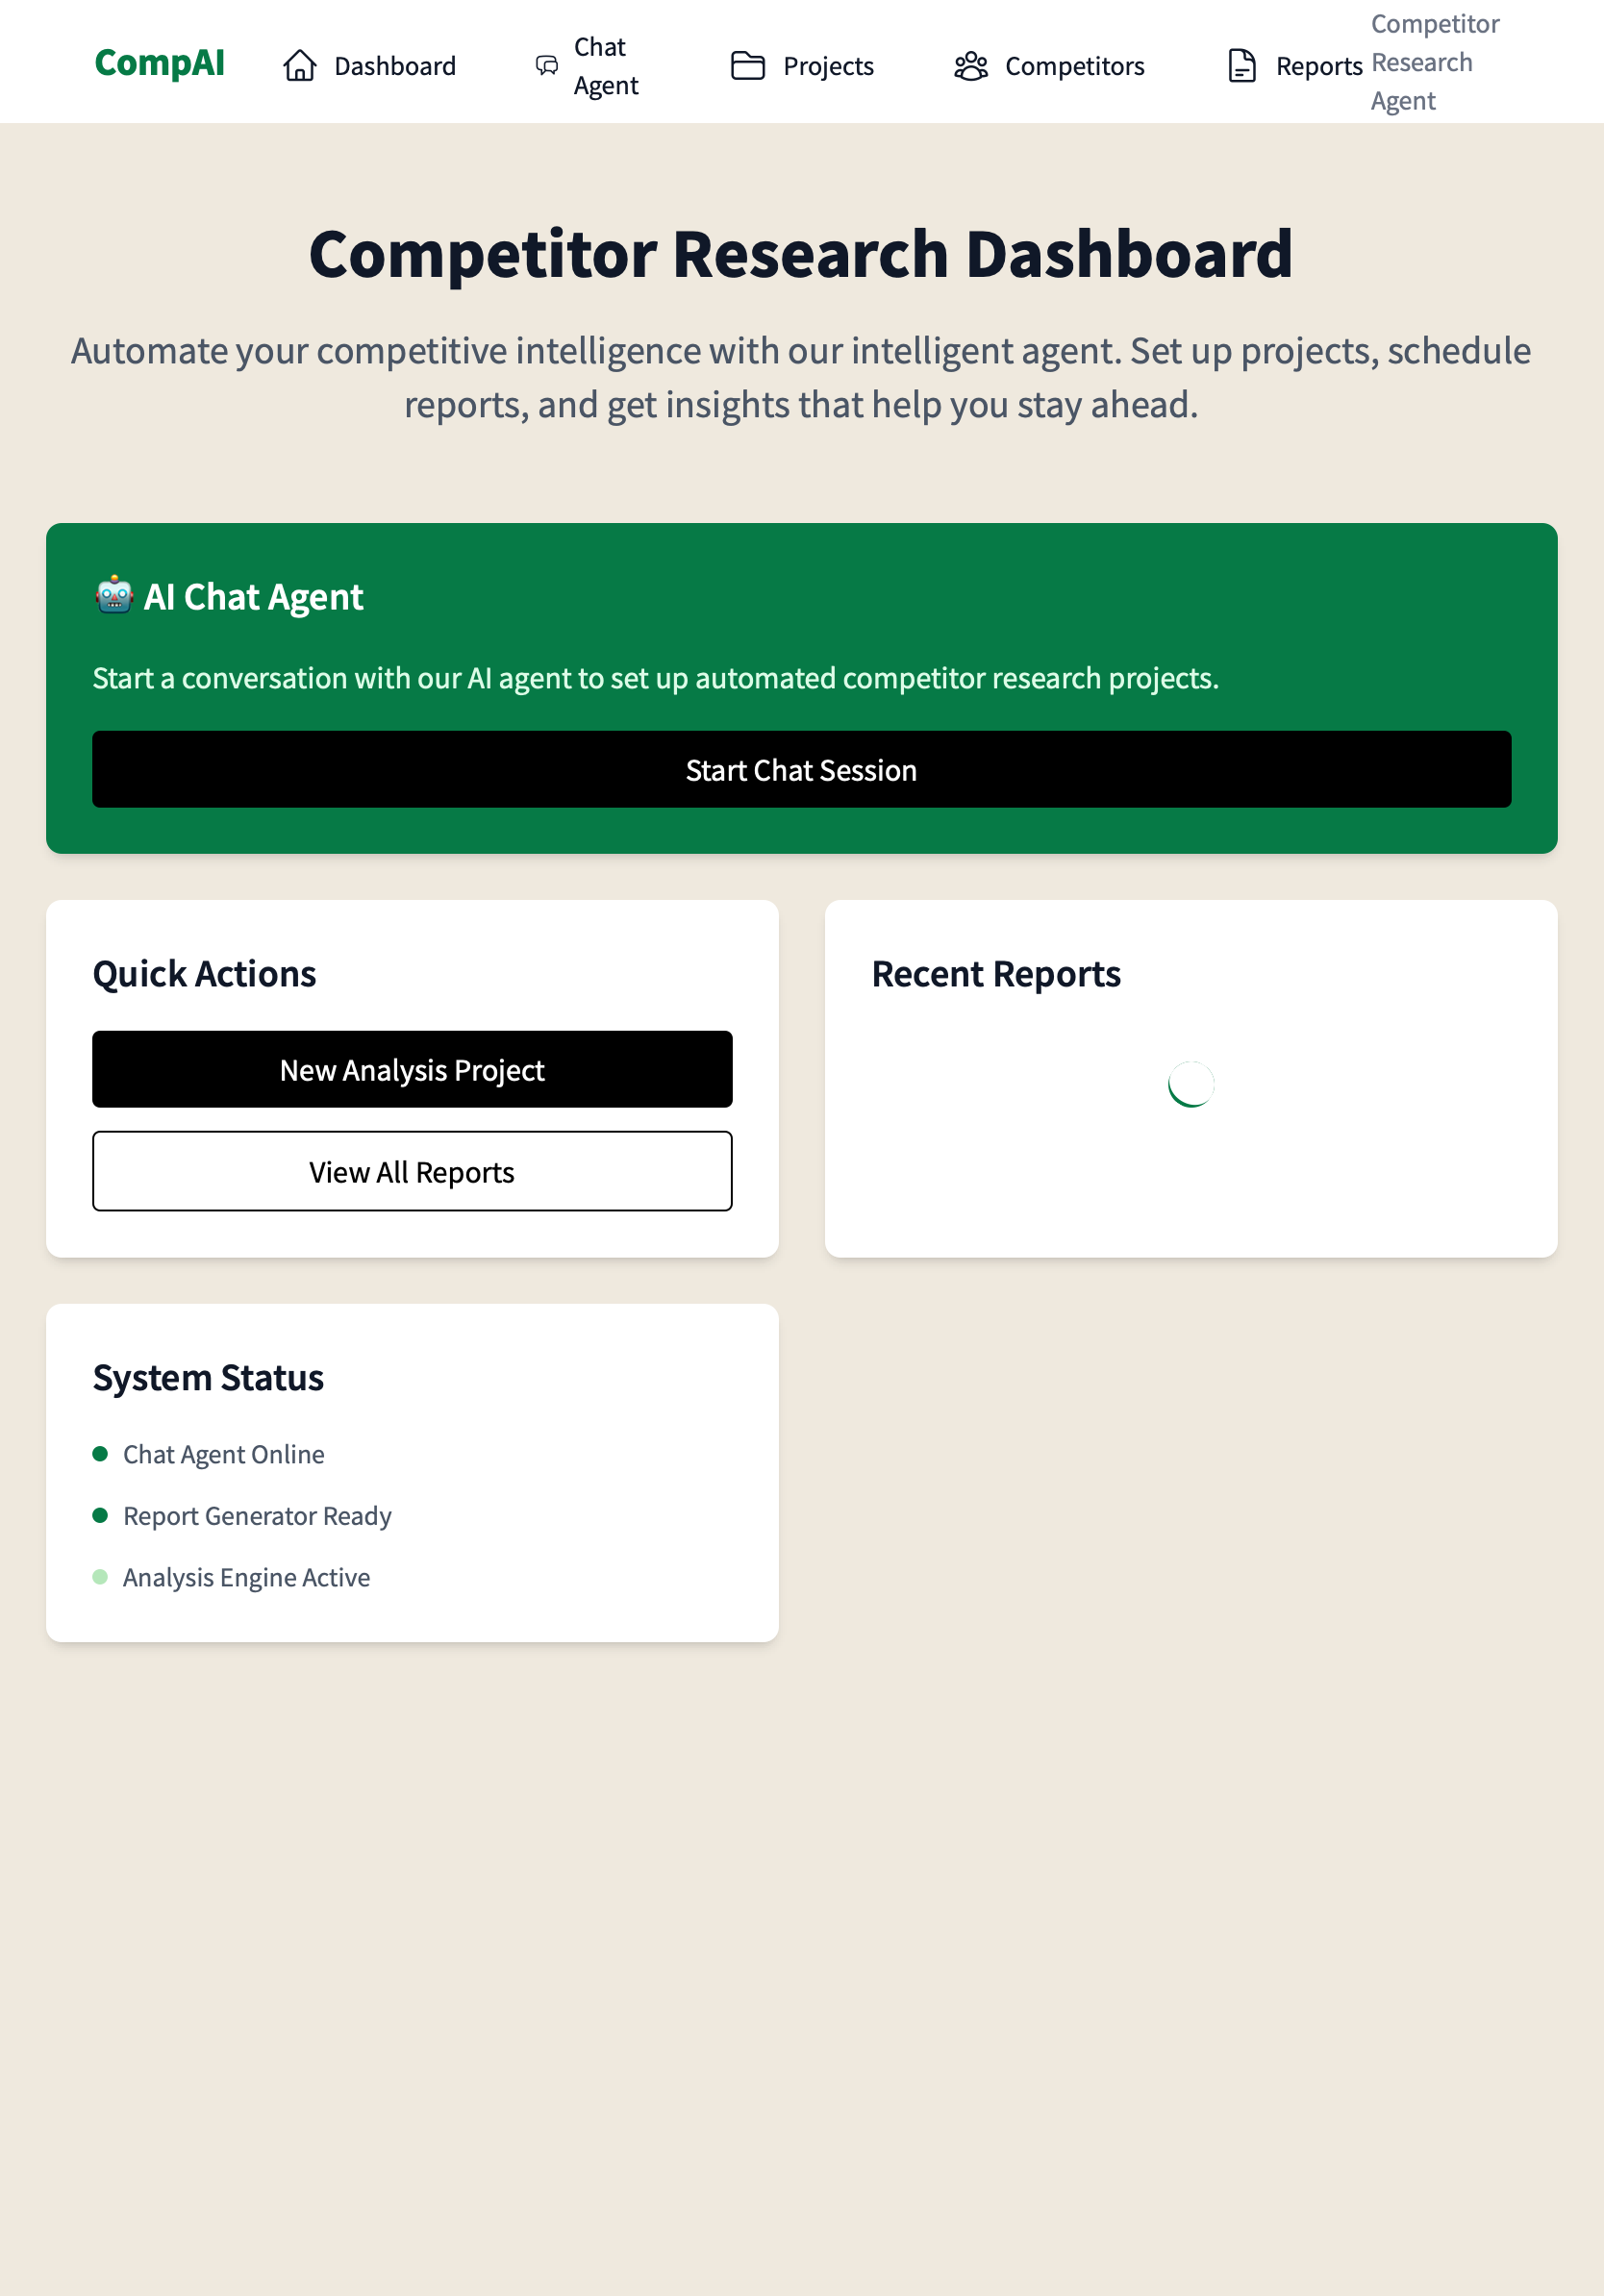 CompAI
Dashboard
Chat
Agent
Projects
Competitors
Reports
Competitor
Research
Agent
Competitor Research Dashboard
Automate your competitive intelligence with our intelligent agent. Set up projects, schedule
reports, and get insights that help you stay ahead.
🤖 AI Chat Agent
Start a conversation with our AI agent to set up automated competitor research projects.
Start Chat Session
Quick Actions
New Analysis Project
View All Reports
Recent Reports
System Status
Chat Agent Online
Report Generator Ready
Analysis Engine Active